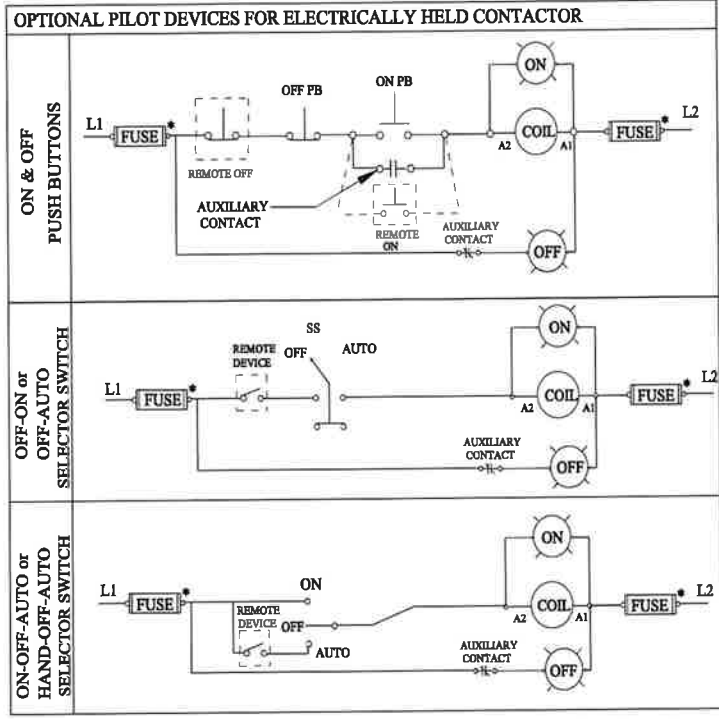 OPTIONAL PILOT DEVICES FOR ELECTRICALLY HELD CONTACTOR
ON & OFF
PUSH BUTTONS
L1
FUSE *
REMOTE OFF
OFF PB
ON PB
AUXILIARY
CONTACT
REMOTE
ON
AUXILIARY
CONTACT
ON
A2 COIL A1
OFF
FUSE *
L2
OFF-ON or
OFF-AUTO
SELECTOR SWITCH
L1
FUSE *
REMOTE
DEVICE
SS
OFF
AUTO
AUXILIARY
CONTACT
ON
A2 COIL A1
OFF
FUSE *
L2
ON-OFF-AUTO or
HAND-OFF-AUTO
SELECTOR SWITCH
L1
FUSE *
REMOTE
DEVICE
ON
OFF
AUTO
AUXILIARY
CONTACT
ON
A2 COIL A1
OFF
FUSE *
L2